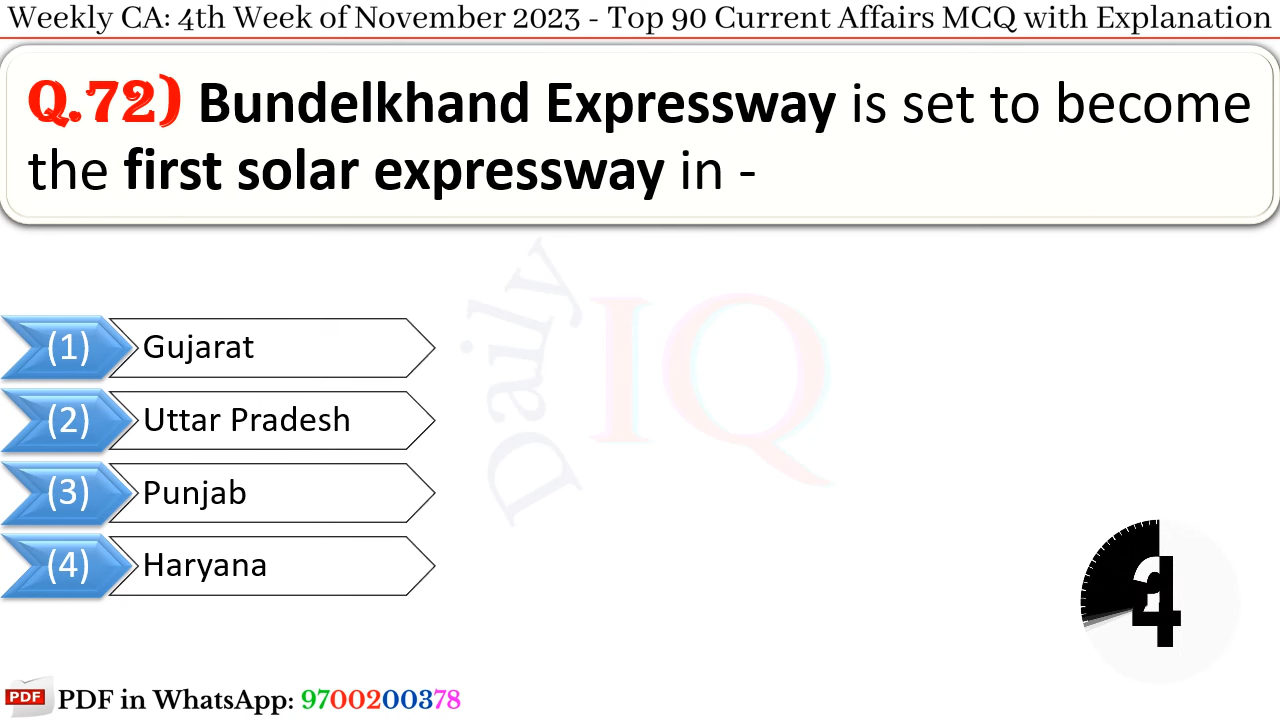 Weekly CA: 4th Week of November 2023 - Top 90 Current Affairs MCQ with Explanation
Q.72) Bundelkhand Expressway is set to become
the first solar expressway in -
Daily
IQ
(1) Gujarat
(2) Uttar Pradesh
(3) Punjab
(4) Haryana
4
PDF PDF in WhatsApp: 9700200378